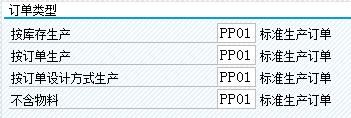 订单类型
按库存生产 PP01 标准生产订单
按订单生产 PP01 标准生产订单
按订单设计方式生产 PP01 标准生产订单
不含物料 PP01 标准生产订单